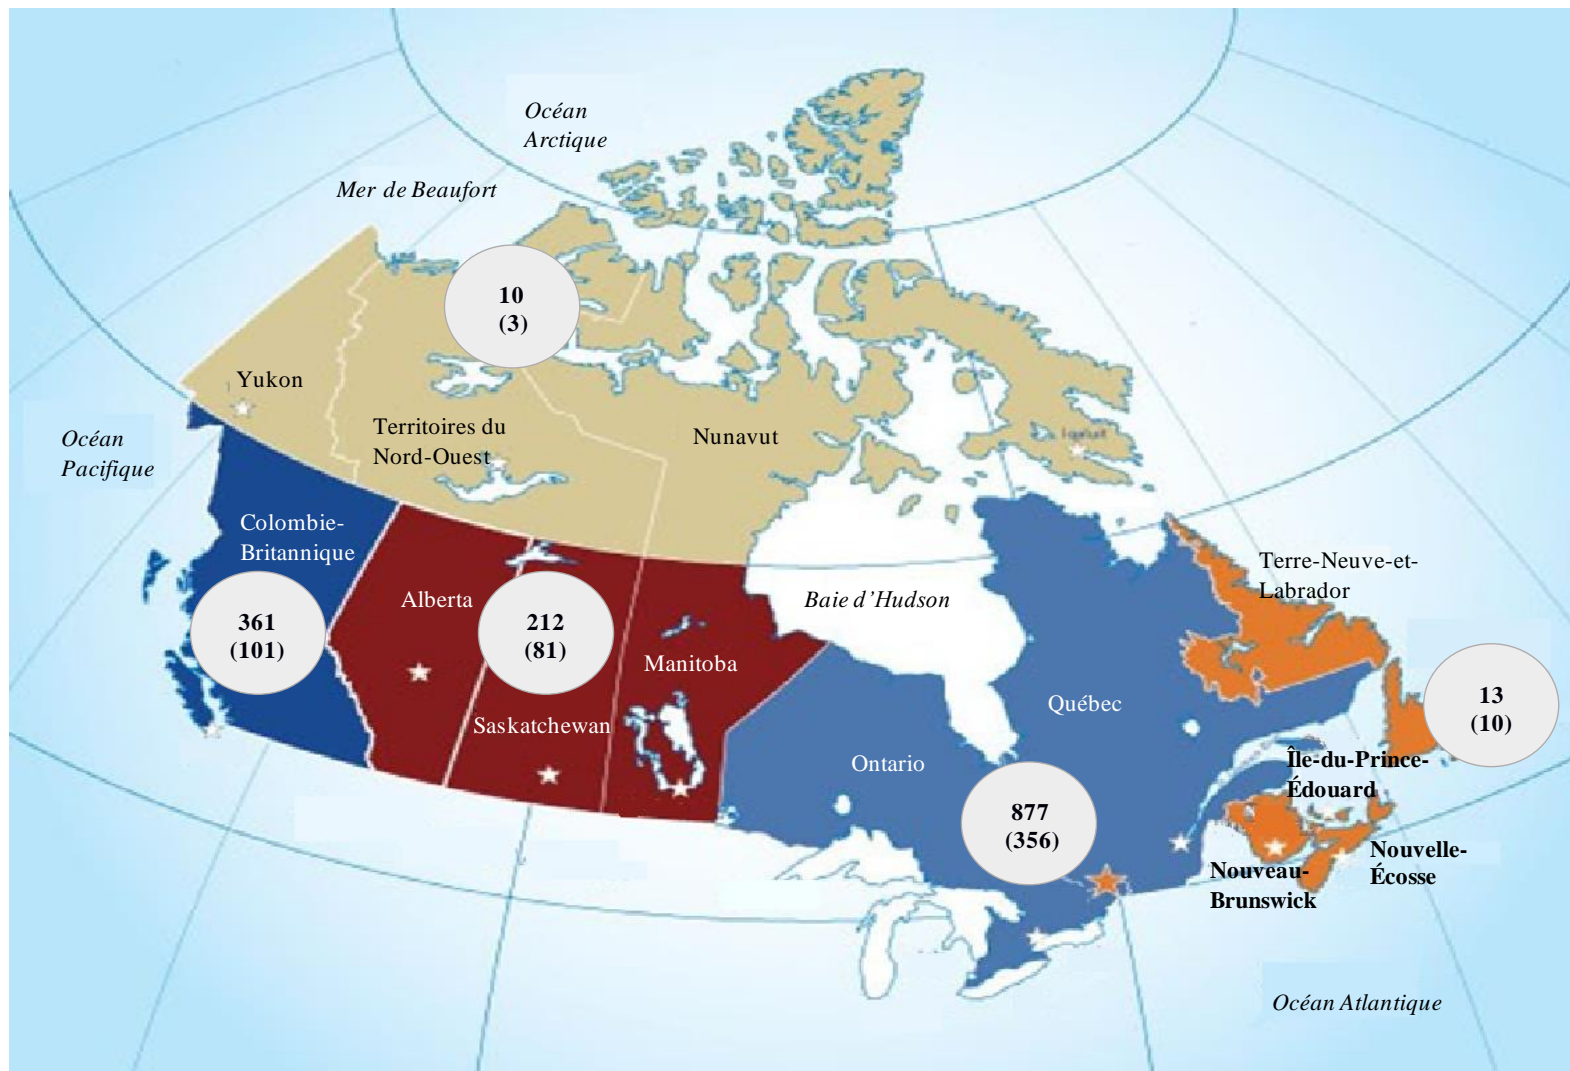 Océan
Arctique
Mer de Beaufort
10
(3)
Yukon
Territoires du
Nord-Ouest
Nunavut
Océan
Pacifique
Colombie-
Britannique
361
(101)
Alberta
212
(81)
Saskatchewan
Manitoba
Baie d’Hudson
Terre-Neuve-et-
Labrador
13
(10)
Québec
Ontario
877
(356)
Île-du-Prince-
Édouard
Nouvelle-
Écosse
Nouveau-
Brunswick
Océan Atlantique